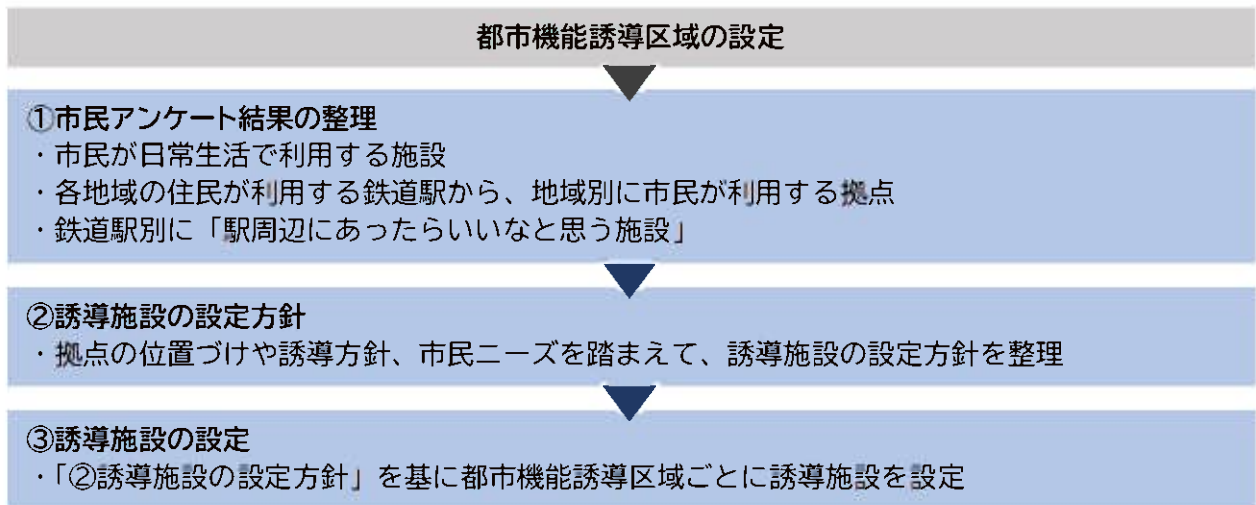 都市機能誘導区域の設定
①市民アンケート結果の整理
・市民が日常生活で利用する施設
・各地域の住民が利用する鉄道駅から、地域別に市民が利用する拠点
・鉄道駅別に「駅周辺にあったらいいなと思う施設」
②誘導施設の設定方針
・拠点の位置づけや誘導方針、市民ニーズを踏まえて、誘導施設の設定方針を整理
③誘導施設の設定
・「②誘導施設の設定方針」を基に都市機能誘導区域ごとに誘導施設を設定